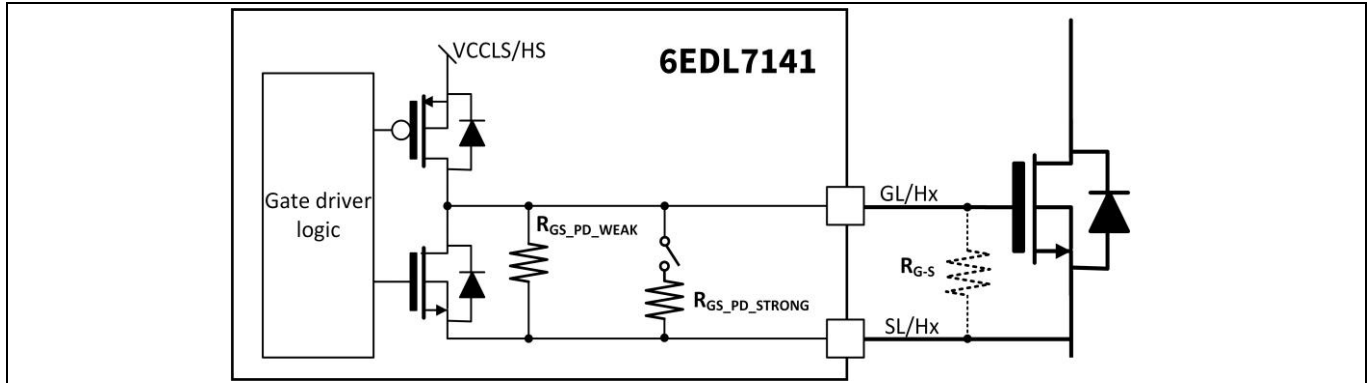 VCCLS/HS
6EDL7141
Gate driver
logic
GL/Hx
RGS_PD_WEAK
RG-S
RGS_PD_STRONG
SL/Hx